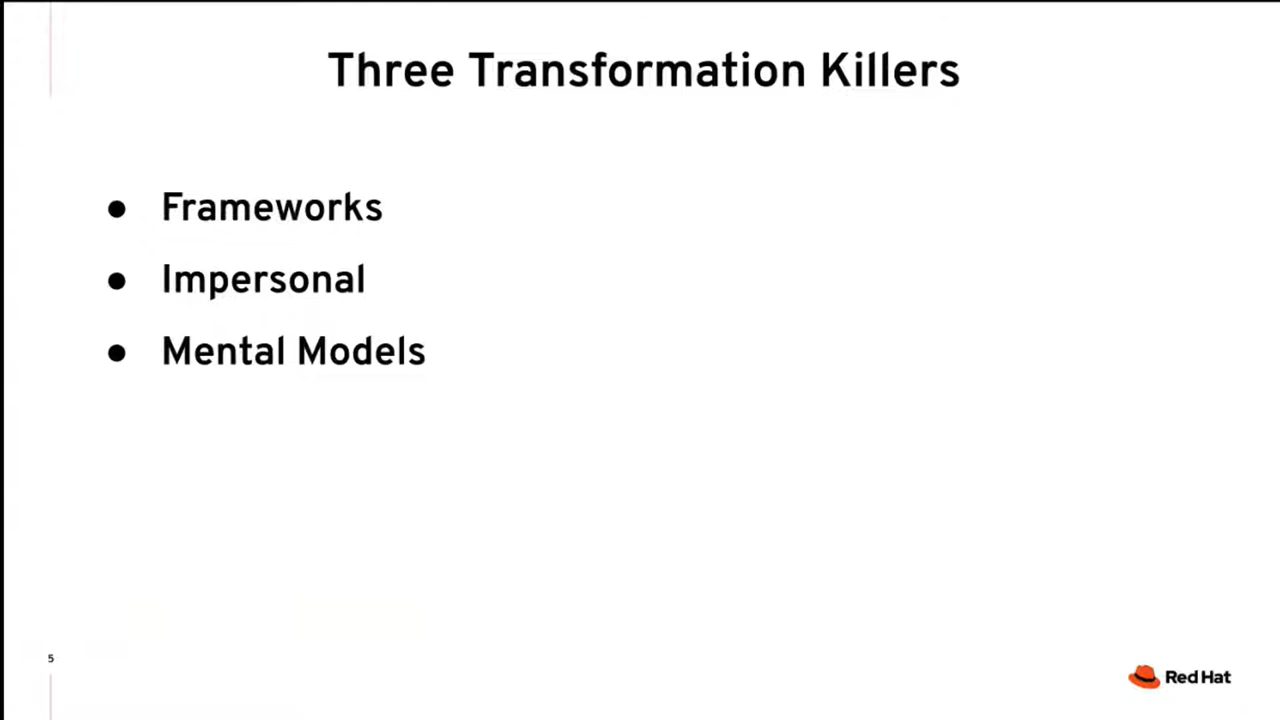 Three Transformation Killers
● Frameworks
● Impersonal
● Mental Models
5
Red Hat